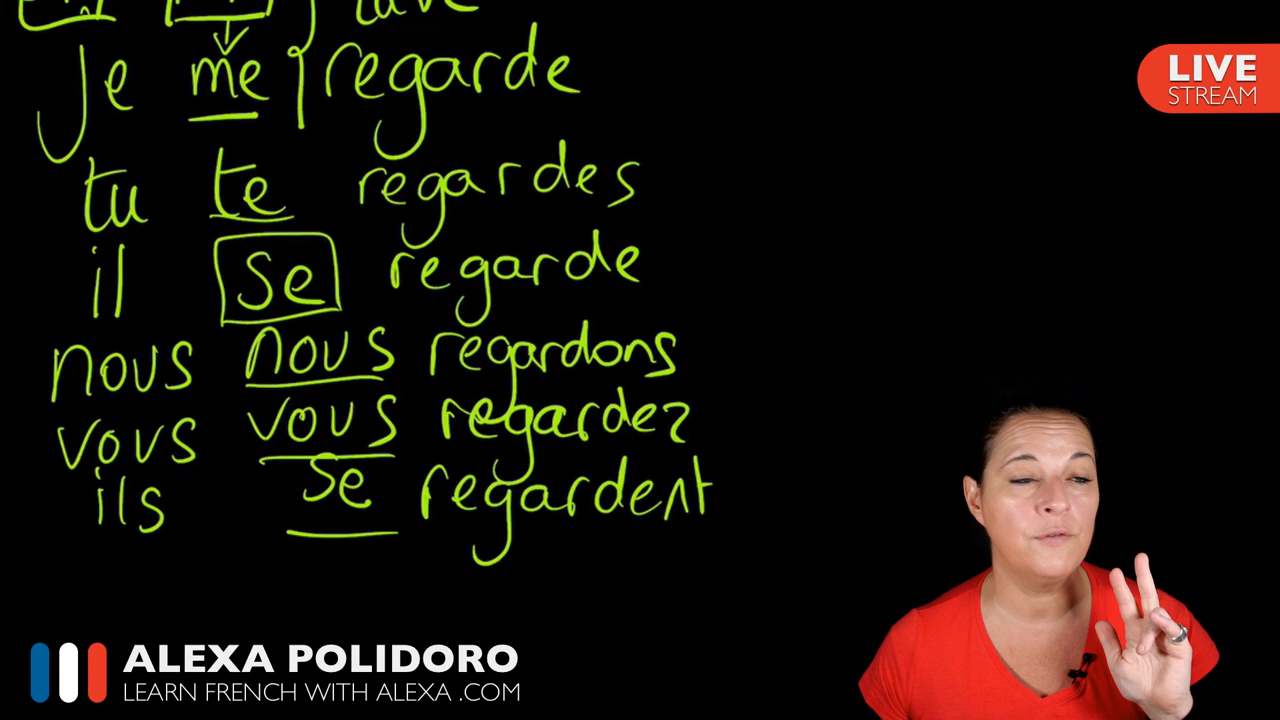 lave
je me regarde
tu te regardes
il se regarde
nous nous regardons
vous vous regardez
ils se regardent
LIVE
STREAM
ALEXA POLIDORO
LEARN FRENCH WITH ALEXA .COM